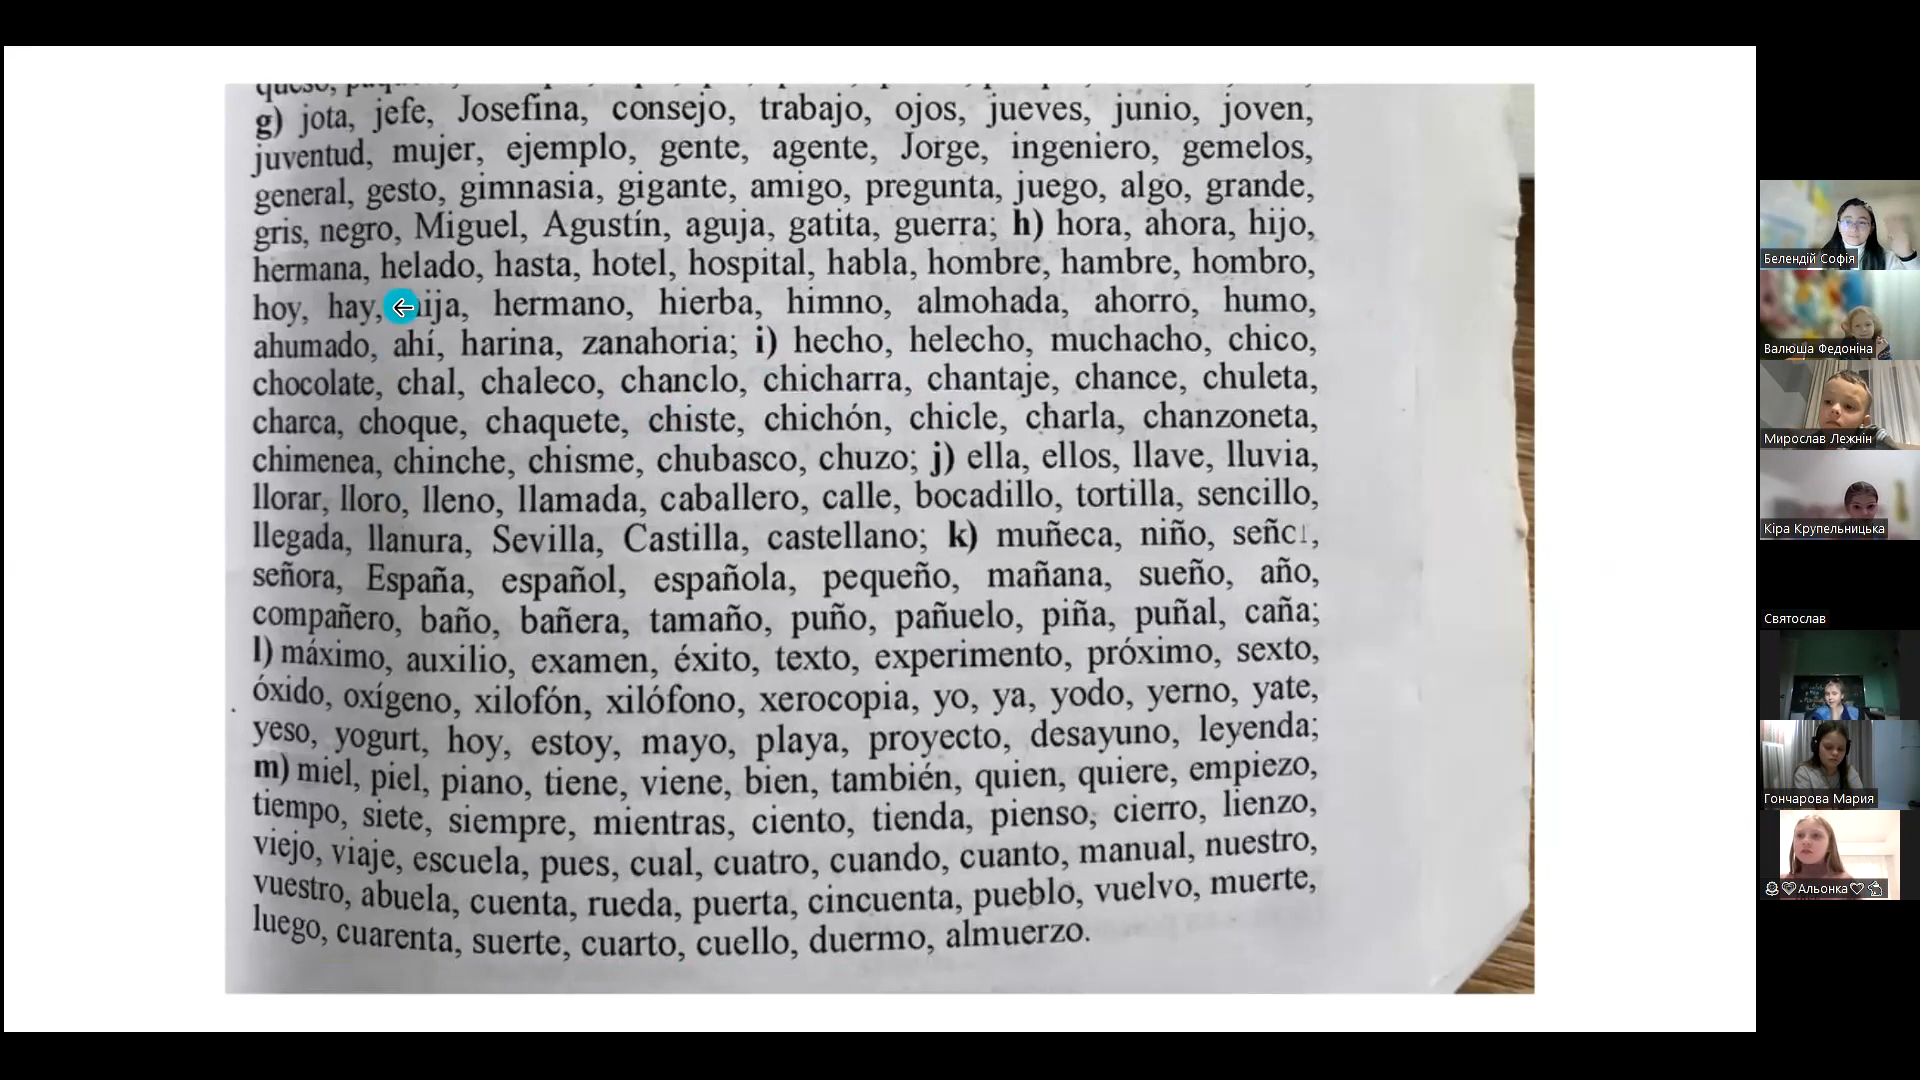 g) jota, jefe, Josefina, consejo, trabajo, ojos, jueves, junio, joven,
juventud, mujer, ejemplo, gente, agente, Jorge, ingeniero, gemelos,
general, gesto, gimnasia, gigante, amigo, pregunta, juego, algo, grande,
gris, negro, Miguel, Agustín, aguja, gatita, guerra; h) hora, ahora, hijo,
hermana, helado, hasta, hotel, hospital, habla, hombre, hambre, hombro,
hoy, hay, hermano, hierba, himno, almohada, ahorro, humo,
ahumado, ahí, harina, zanahoria; i) hecho, helecho, muchacho, chico,
chocolate, chal, chaleco, chanclo, chicharra, chantaje, chance, chuleta,
charca, choque, chaquete, chiste, chichón, chicle, charla, chanzoneta,
chimenea, chinche, chisme, chubasco, chuzo; j) ella, ellos, llave, lluvia,
llorar, lloro, lleno, llamada, caballero, calle, bocadillo, tortilla, sencillo,
llegada, llanura, Sevilla, Castilla, castellano; k) muñeca, niño,
señora, España, español, española, pequeño, mañana, sueño, año,
compañero, baño, bañera, tamaño, puño, pañuelo, piña, puñal, caña;
l) máximo, auxilio, examen, éxito, texto, experimento, próximo, sexto,
óxido, oxígeno, xilofón, xilófono, xerocopia, yo, ya, yodo, yerno, yate,
yeso, yogurt, hoy, estoy, mayo, playa, proyecto, desayuno, leyenda;
m) miel, piel, piano, tiene, viene, bien, también, quien, quiere, empiezo,
tiempo, siete, siempre, mientras, ciento, tienda, pienso, cierro, lienzo,
viejo, viaje, escuela, pues, cual, cuatro, cuando, cuanto, manual, nuestro,
vuestro, abuela, cuenta, rueda, puerta, cincuenta, pueblo, vuelvo, muerte,
luego, cuarenta, suerte, cuarto, cuello, duermo, almuerzo.
Белендій Софія
Валюша Федоніна
Мирослав Лежнін
Кіра Крупельницька
Святослав
Гончарова Мария
Альонка